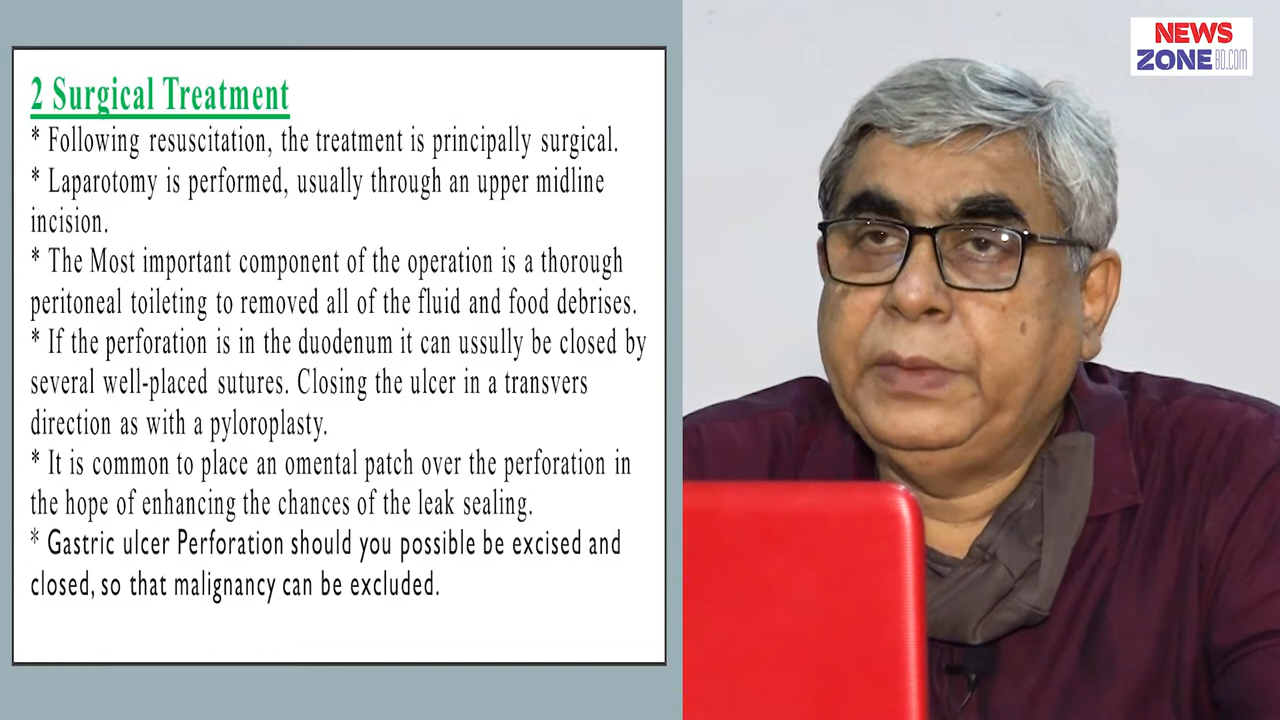 2 Surgical Treatment
* Following resuscitation, the treatment is principally surgical.
* Laparotomy is performed, usually through an upper midline
incision.
* The Most important component of the operation is a thorough
peritoneal toileting to removed all of the fluid and food debrises.
* If the perforation is in the duodenum it can ussully be closed by
several well-placed sutures. Closing the ulcer in a transvers
direction as with a pyloroplasty.
* It is common to place an omental patch over the perforation in
the hope of enhancing the chances of the leak sealing.
* Gastric ulcer Perforation should you possible be excised and
closed, so that malignancy can be excluded.
NEWS
ZONE BD.COM